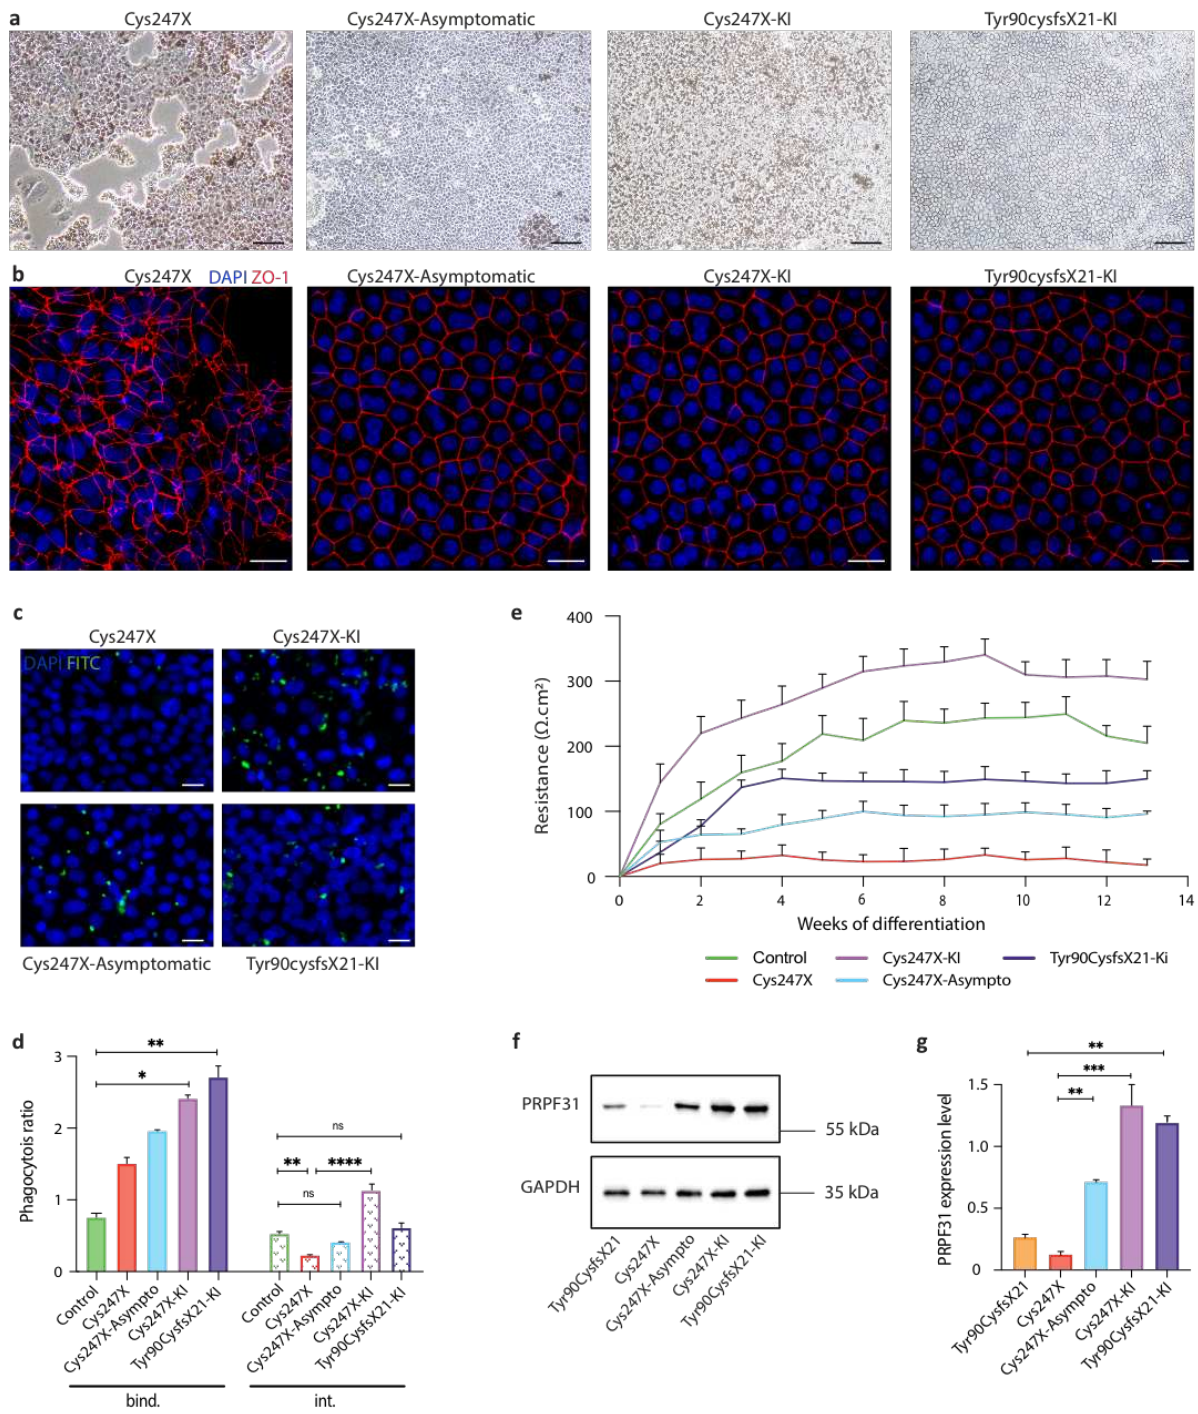 a
Cys247X
Cys247X-Asymptomatic
Cys247X-KI
Tyr90cysfsX21-KI
b
Cys247X
DAPI ZO-1
Cys247X-Asymptomatic
Cys247X-KI
Tyr90cysfsX21-KI
c
Cys247X
Cys247X-KI
DAPI FITC
Cys247X-Asymptomatic
Tyr90cysfsX21-KI
e
400
300
200
100
0
Resistance (Ω.cm²)
0
2
4
6
8
10
12
14
Weeks of differentiation
Control
Cys247X-KI
Tyr90CysfsX21-Ki
Cys247X
Cys247X-Asympto
d
3
2
1
0
Phagocytois ratio
**
*
ns
** ****
ns
Control
Cys247X
Cys247X-Asympto
Cys247X-KI
Tyr90CysfsX21-KI
bind.
Control
Cys247X
Cys247X-Asympto
Cys247X-KI
Tyr90CysfsX21-KI
int.
f
PRPF31
55 kDa
GAPDH
35 kDa
Tyr90CysfsX21
Cys247X
Cys247X-Asympto
Cys247X-KI
Tyr90CysfsX21-KI
g
**
***
**
1.5
1.0
0.5
0
PRPF31 expression level
Tyr90CysfsX21
Cys247X
Cys247X-Asympto
Cys247X-KI
Tyr90CysfsX21-KI